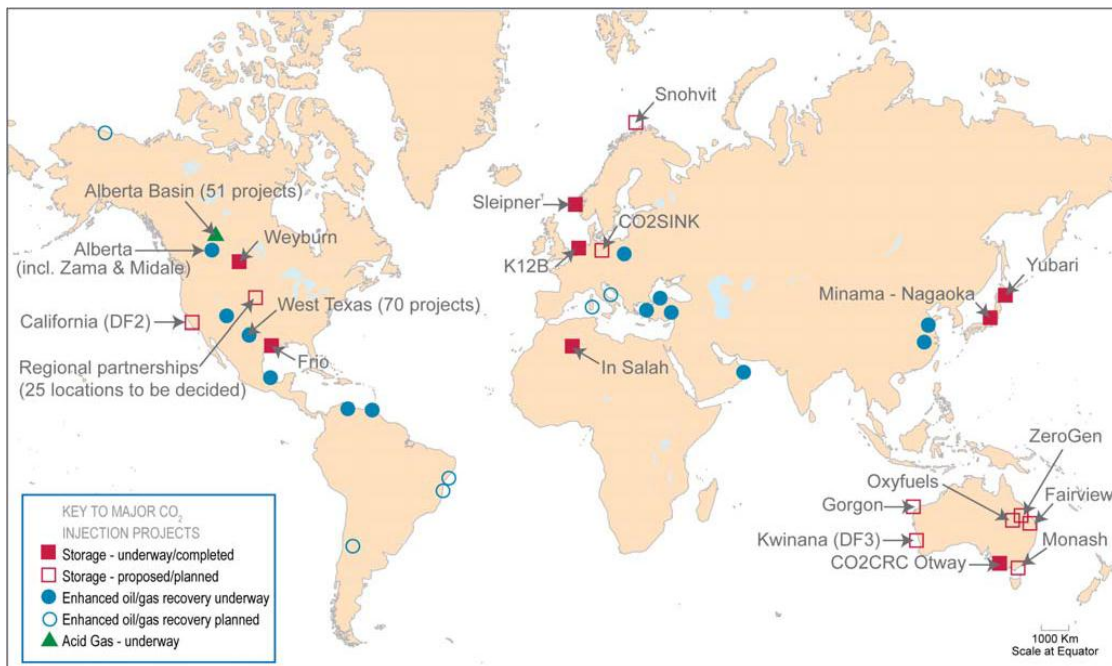 Snohvit
Alberta Basin (51 projects)
Sleipner
CO2SINK
Weyburn
Alberta
(incl. Zama & Midale)
K12B
Yubari
Minama - Nagaoka
West Texas (70 projects)
California (DF2)
Regional partnerships
(25 locations to be decided)
Frio
In Salah
ZeroGen
Oxyfuels
Fairview
Gorgon
Kwinana (DF3)
Monash
CO2CRC Otway
KEY TO MAJOR CO₂
INJECTION PROJECTS
Storage - underway/completed
Storage - proposed/planned
Enhanced oil/gas recovery underway
Enhanced oil/gas recovery planned
Acid Gas - underway
1000 Km
Scale at Equator